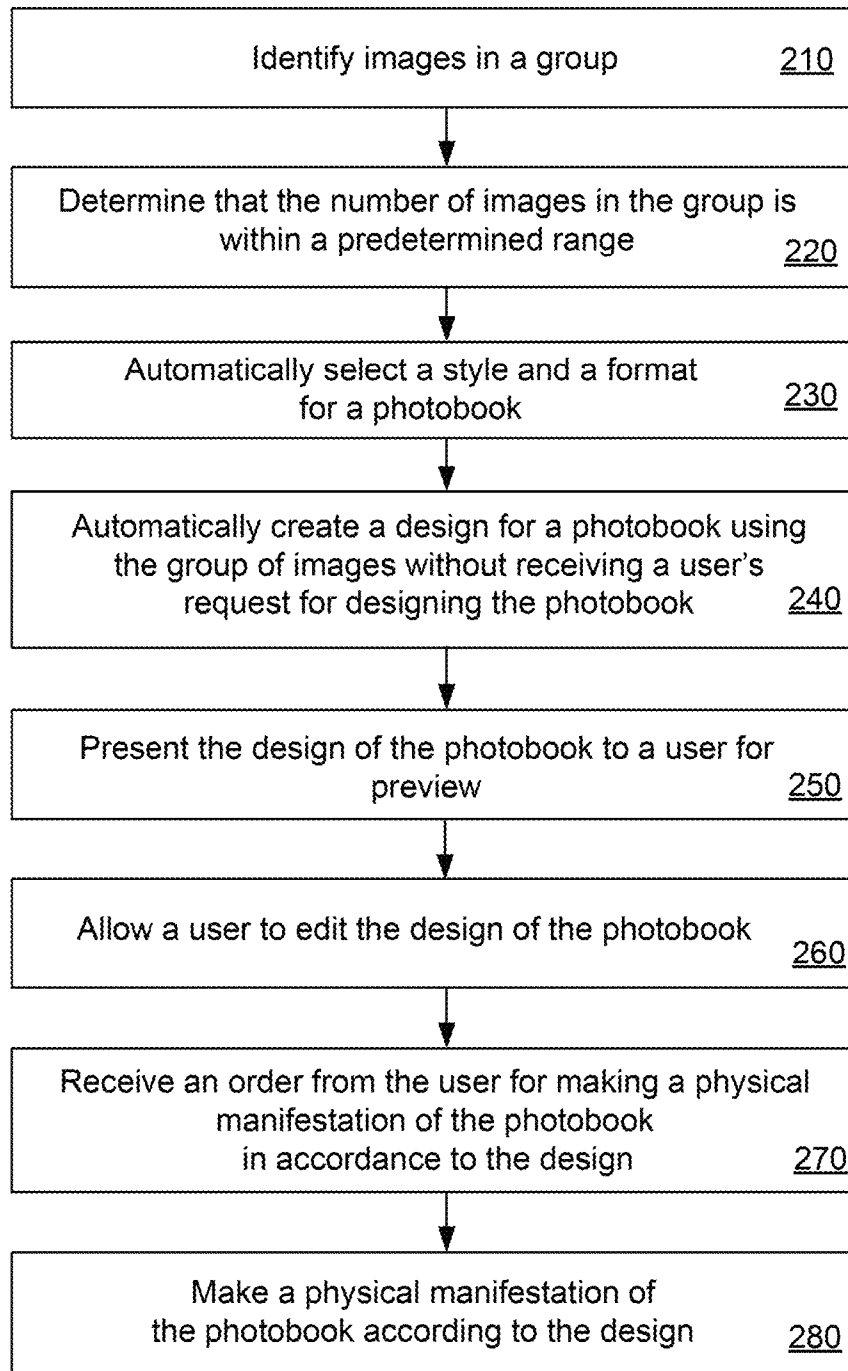 Identify images in a group 210
Determine that the number of images in the group is
within a predetermined range 220
Automatically select a style and a format
for a photobook 230
Automatically create a design for a photobook using
the group of images without receiving a user's
request for designing the photobook 240
Present the design of the photobook to a user for
preview 250
Allow a user to edit the design of the photobook 260
Receive an order from the user for making a physical
manifestation of the photobook
in accordance to the design 270
Make a physical manifestation of
the photobook according to the design 280